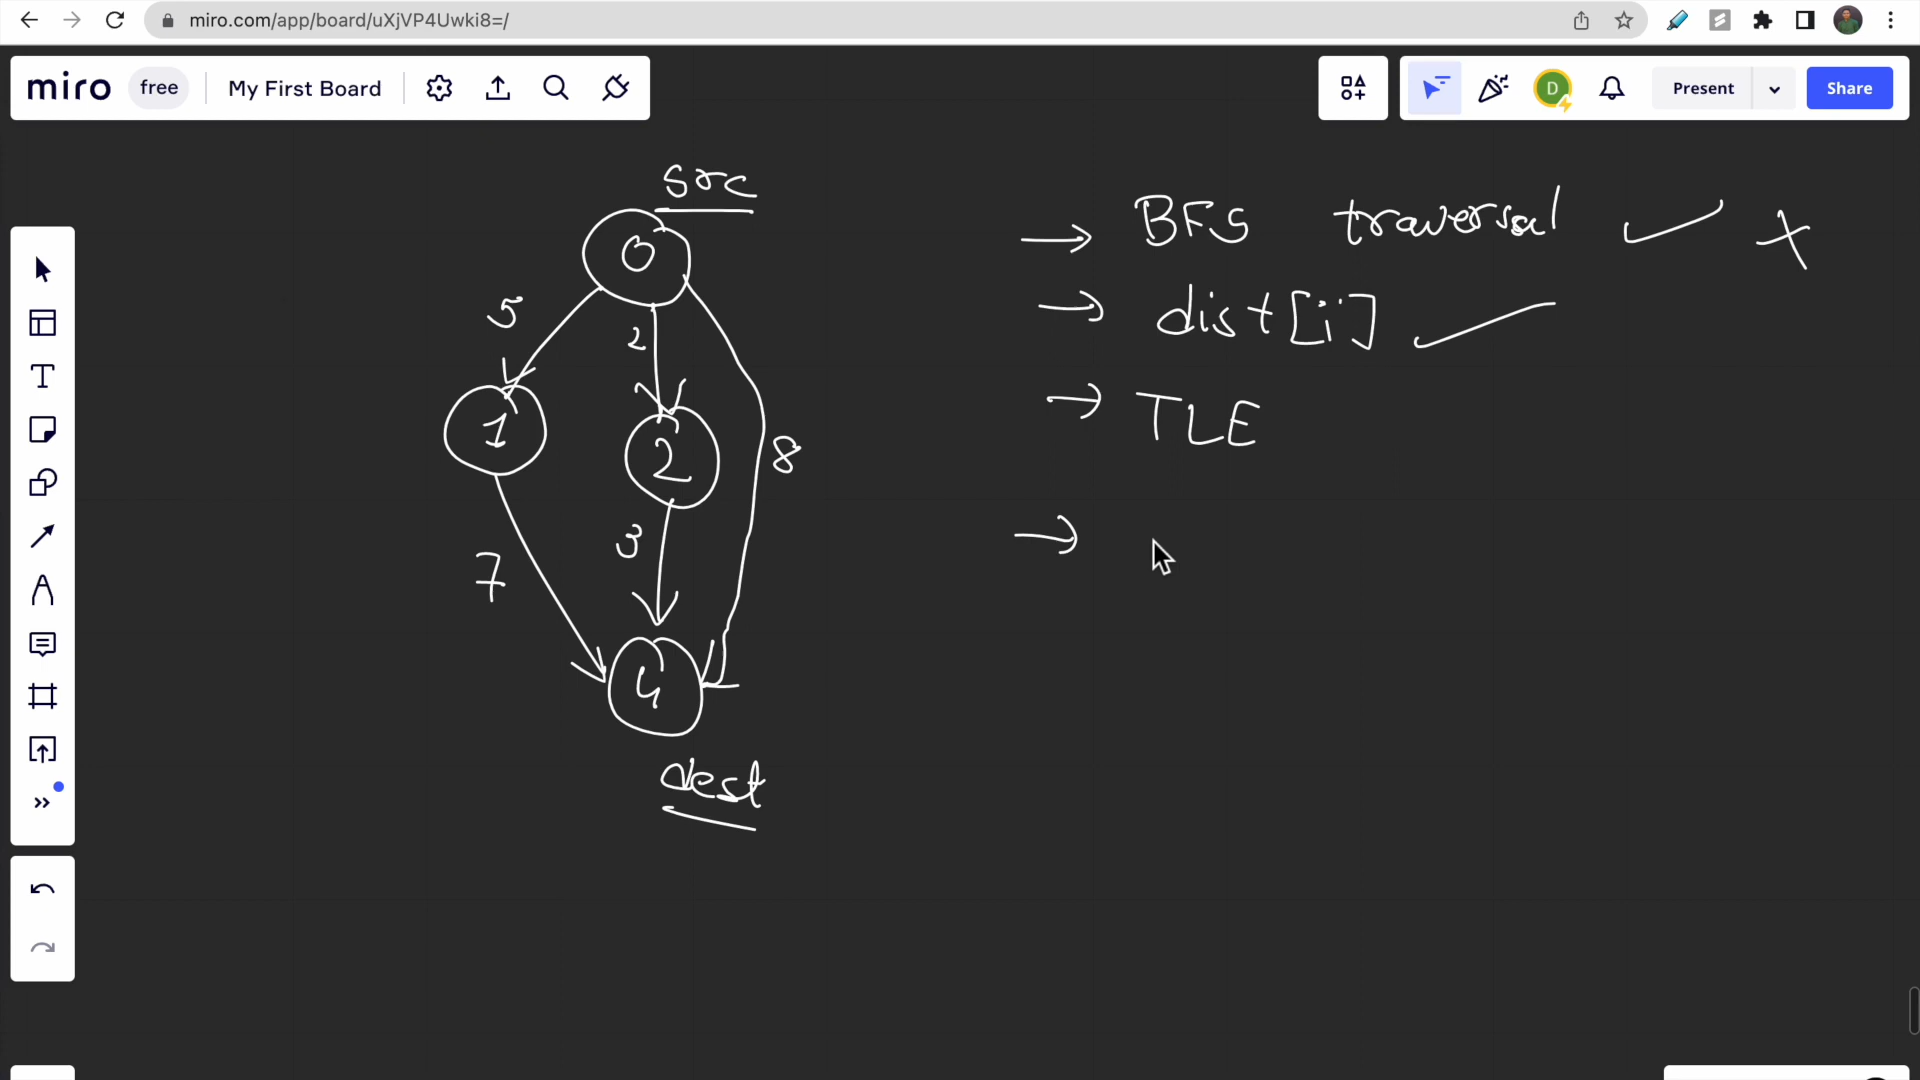 miro.com/app/board/uXjVP4Uwki8=/
miro free My First Board D Present Share
src
0
5 2 8
1 2
7 3
4
dest
→ BFS traversal ✓ x
→ dist[i] ✓
→ TLE
→